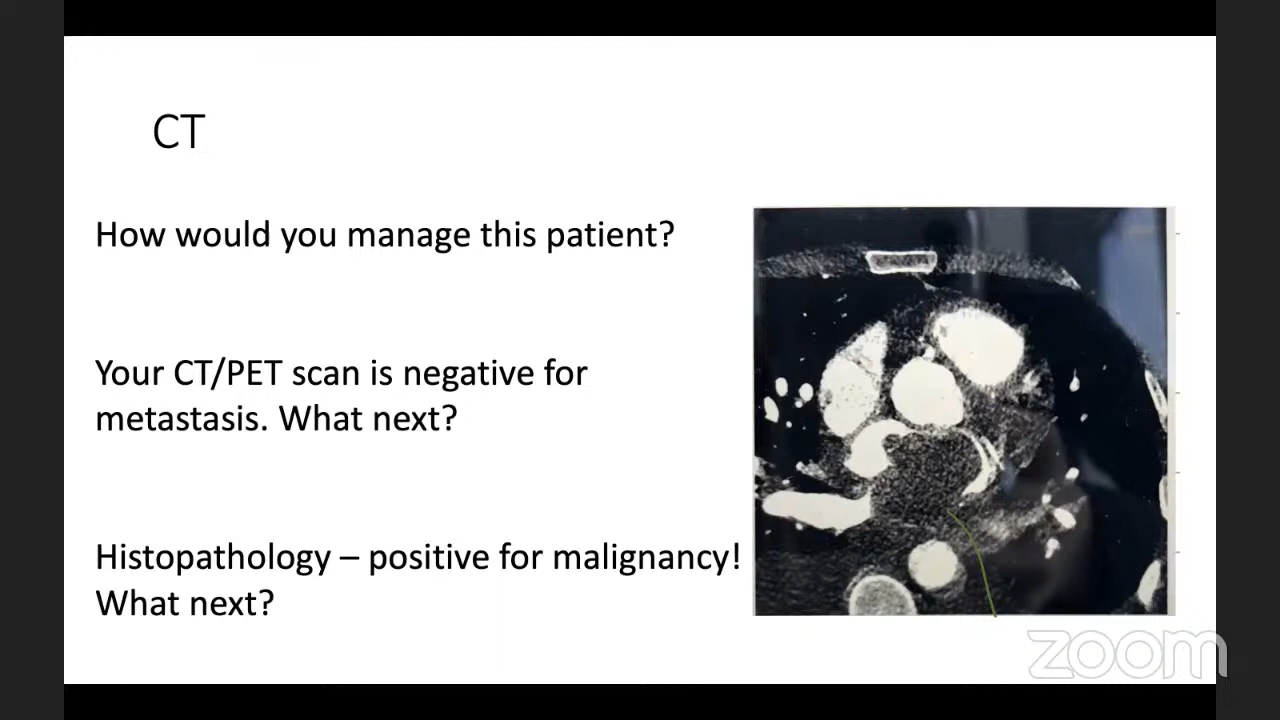 CT
How would you manage this patient?
Your CT/PET scan is negative for
metastasis. What next?
Histopathology – positive for malignancy!
What next?
zoom